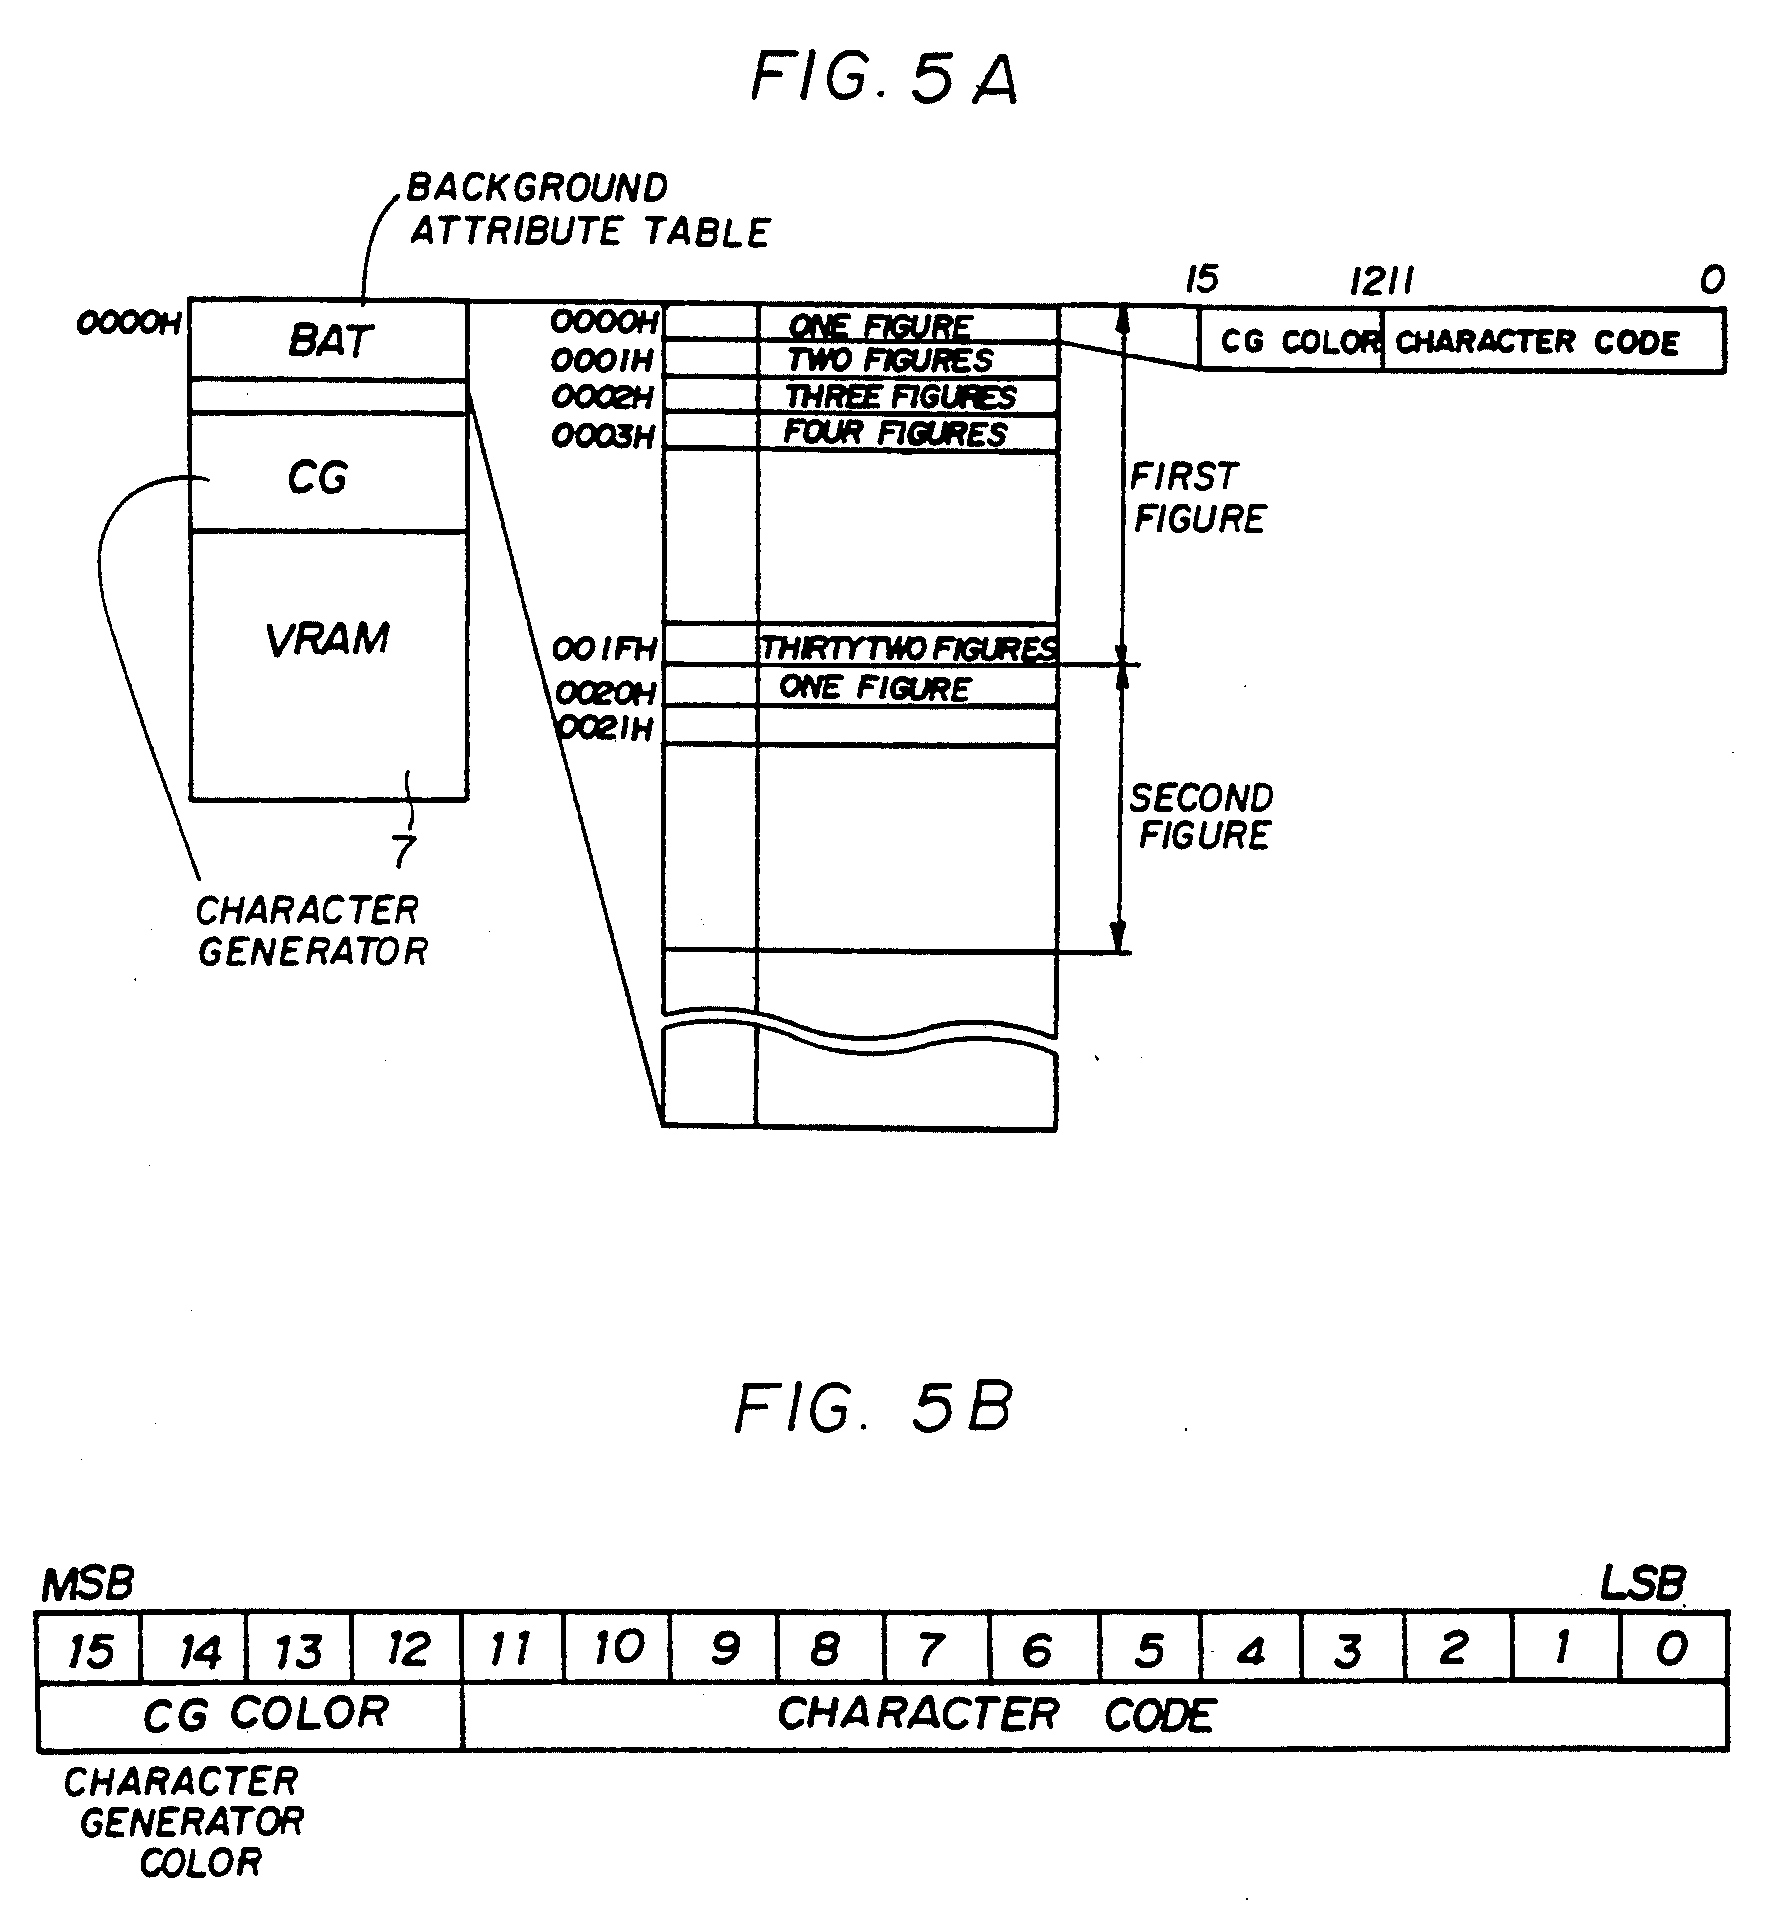 FIG. 5A
BACKGROUND
ATTRIBUTE TABLE
15 12 11 0
0000H
BAT
CG
VRAM
7
CHARACTER
GENERATOR
0000H ONE FIGURE
0001H TWO FIGURES
0002H THREE FIGURES
0003H FOUR FIGURES
001FH THIRTYTWO FIGURES
0020H ONE FIGURE
0021H
FIRST
FIGURE
SECOND
FIGURE
CG COLOR CHARACTER CODE
FIG. 5B
MSB LSB
15 14 13 12 11 10 9 8 7 6 5 4 3 2 1 0
CG COLOR CHARACTER CODE
CHARACTER
GENERATOR
COLOR